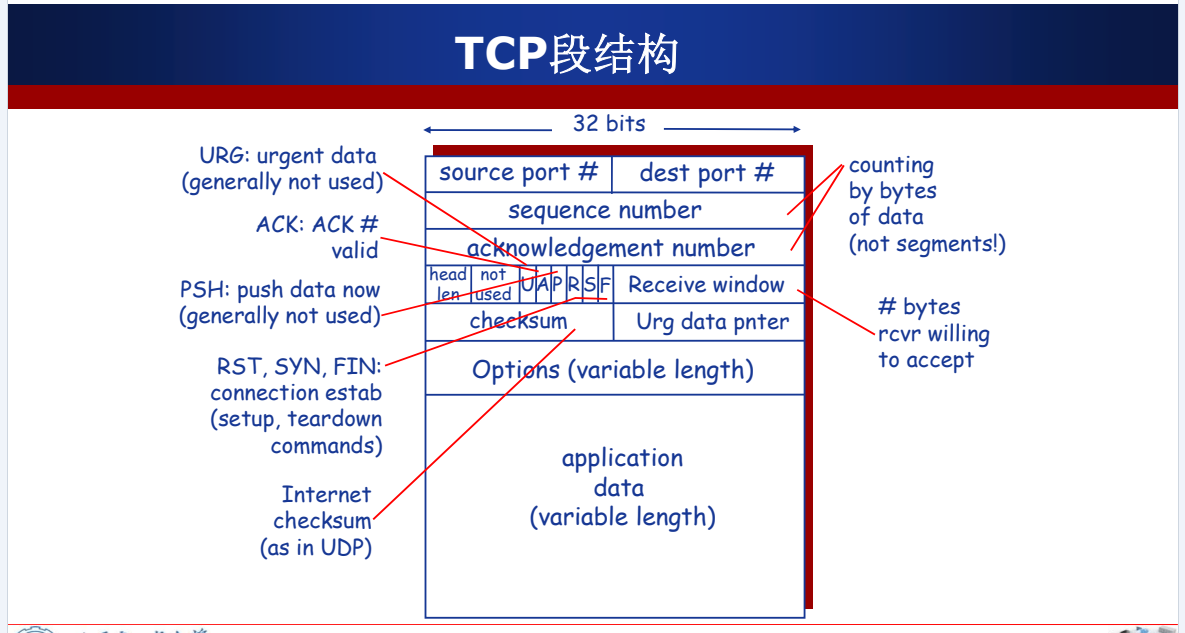 TCP段结构
32 bits
URG: urgent data
(generally not used)
ACK: ACK #
valid
PSH: push data now
(generally not used)
RST, SYN, FIN:
connection estab
(setup, teardown
commands)
Internet
checksum
(as in UDP)
source port # dest port #
sequence number
acknowledgement number
head
len
not
used
U A P R S F
Receive window
checksum
Urg data pnter
Options (variable length)
application
data
(variable length)
counting
by bytes
of data
(not segments!)
# bytes
rcvr willing
to accept